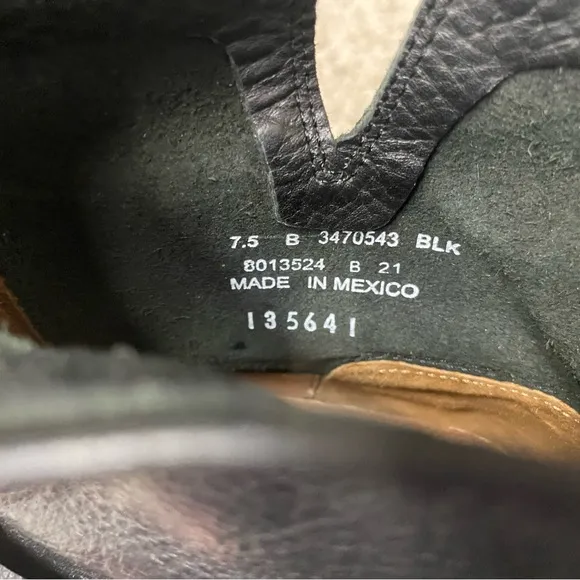 7.5 B 3470543 BLK
8013524 B 21
MADE IN MEXICO
135641